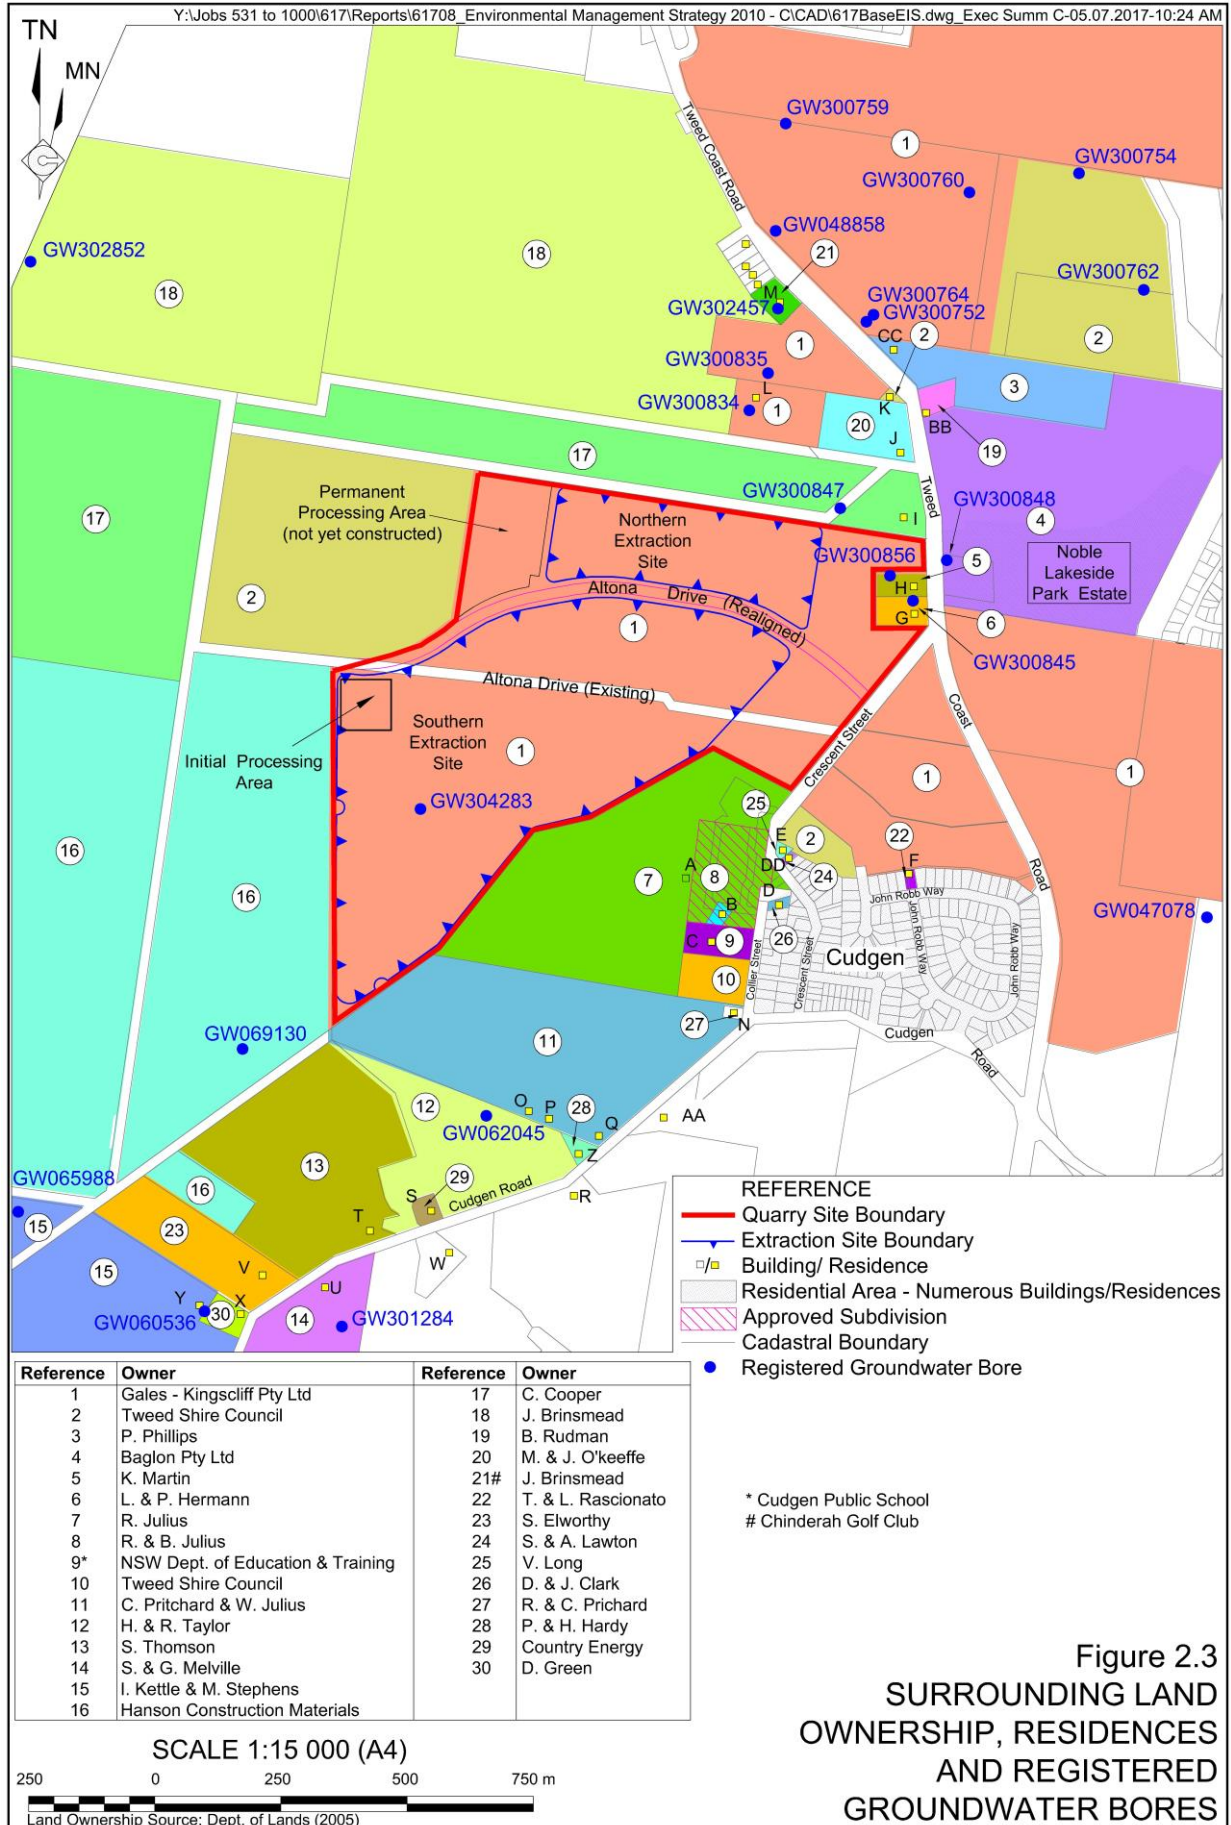 Y:\Jobs 531 to 1000\617\Reports\61708_Environmental Management Strategy 2010 - C\CAD\617BaseEIS.dwg_Exec Summ C-05.07.2017-10:24 AM
TN
MN
Tweed Coast Road
GW300759
1
GW300754
GW300760
GW302852
18
18
GW048858
21
M
GW302457
GW300762
GW300764
GW300752
CC
2
2
1
GW300835
L
GW300834
1
3
K
20
J
BB
19
17
17
Permanent
Processing Area
(not yet constructed)
Northern
Extraction
Site
GW300847
I
Tweed
GW300848
4
Noble
Lakeside
Park Estate
GW300856
5
H
G
6
GW300845
2
Altona Drive (Realigned)
1
Altona Drive (Existing)
Coast
Crescent Street
Initial Processing
Area
Southern
Extraction
Site
1
GW304283
1
1
16
16
25
E
2
22
F
7
A
8
DD
24
D
B
John Robb Way
John Robb Way
John Robb Way
Road
GW047078
C
9
26
Cudgen
10
Collier Street
Crescent Street
27
N
Cudgen
Road
GW069130
11
12
O
P
28
Q
AA
GW062045
Z
GW065988
13
16
15
23
S
29
Cudgen Road
R
T
W
15
V
U
Y
X
30
GW060536
14
GW301284
REFERENCE
Quarry Site Boundary
Extraction Site Boundary
Building/ Residence
Residential Area - Numerous Buildings/Residences
Approved Subdivision
Cadastral Boundary
Registered Groundwater Bore
Reference Owner Reference Owner
1 Gales - Kingscliff Pty Ltd 17 C. Cooper
2 Tweed Shire Council 18 J. Brinsmead
3 P. Phillips 19 B. Rudman
4 Baglon Pty Ltd 20 M. & J. O'keeffe
5 K. Martin 21# J. Brinsmead
6 L. & P. Hermann 22 T. & L. Rascionato
7 R. Julius 23 S. Elworthy
8 R. & B. Julius 24 S. & A. Lawton
9* NSW Dept. of Education & Training 25 V. Long
10 Tweed Shire Council 26 D. & J. Clark
11 C. Pritchard & W. Julius 27 R. & C. Prichard
12 H. & R. Taylor 28 P. & H. Hardy
13 S. Thomson 29 Country Energy
14 S. & G. Melville 30 D. Green
15 I. Kettle & M. Stephens
16 Hanson Construction Materials
* Cudgen Public School
# Chinderah Golf Club
SCALE 1:15 000 (A4)
250 0 250 500 750 m
Land Ownership Source: Dept. of Lands (2005)
Figure 2.3
SURROUNDING LAND
OWNERSHIP, RESIDENCES
AND REGISTERED
GROUNDWATER BORES